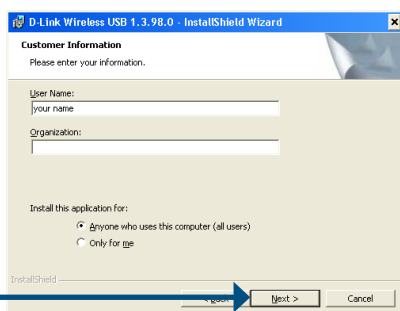 D-Link Wireless USB 1.3.98.0 - InstallShield Wizard
Customer Information
Please enter your information.
User Name:
your name
Organization:
Install this application for:
Anyone who uses this computer (all users)
Only for me
InstallShield
Next >
Cancel